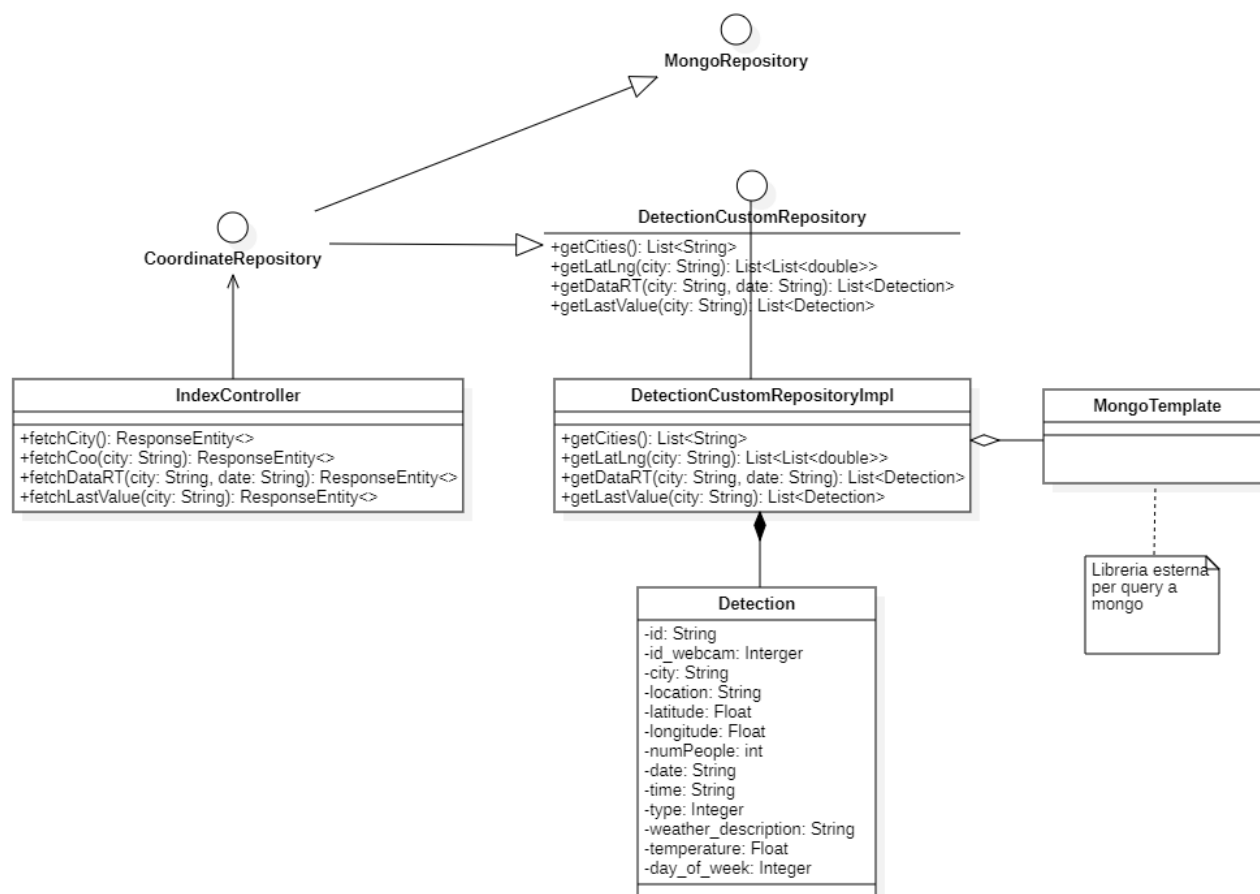 MongoRepository
CoordinateRepository
DetectionCustomRepository
+getCities(): List<String>
+getLatLng(city: String): List<List<double>>
+getDataRT(city: String, date: String): List<Detection>
+getLastValue(city: String): List<Detection>
IndexController
+fetchCity(): ResponseEntity<>
+fetchCoo(city: String): ResponseEntity<>
+fetchDataRT(city: String, date: String): ResponseEntity<>
+fetchLastValue(city: String): ResponseEntity<>
DetectionCustomRepositoryImpl
+getCities(): List<String>
+getLatLng(city: String): List<List<double>>
+getDataRT(city: String, date: String): List<Detection>
+getLastValue(city: String): List<Detection>
MongoTemplate
Libreria esterna
per query a
mongo
Detection
-id: String
-id_webcam: Interger
-city: String
-location: String
-latitude: Float
-longitude: Float
-numPeople: int
-date: String
-time: String
-type: Integer
-weather_description: String
-temperature: Float
-day_of_week: Integer